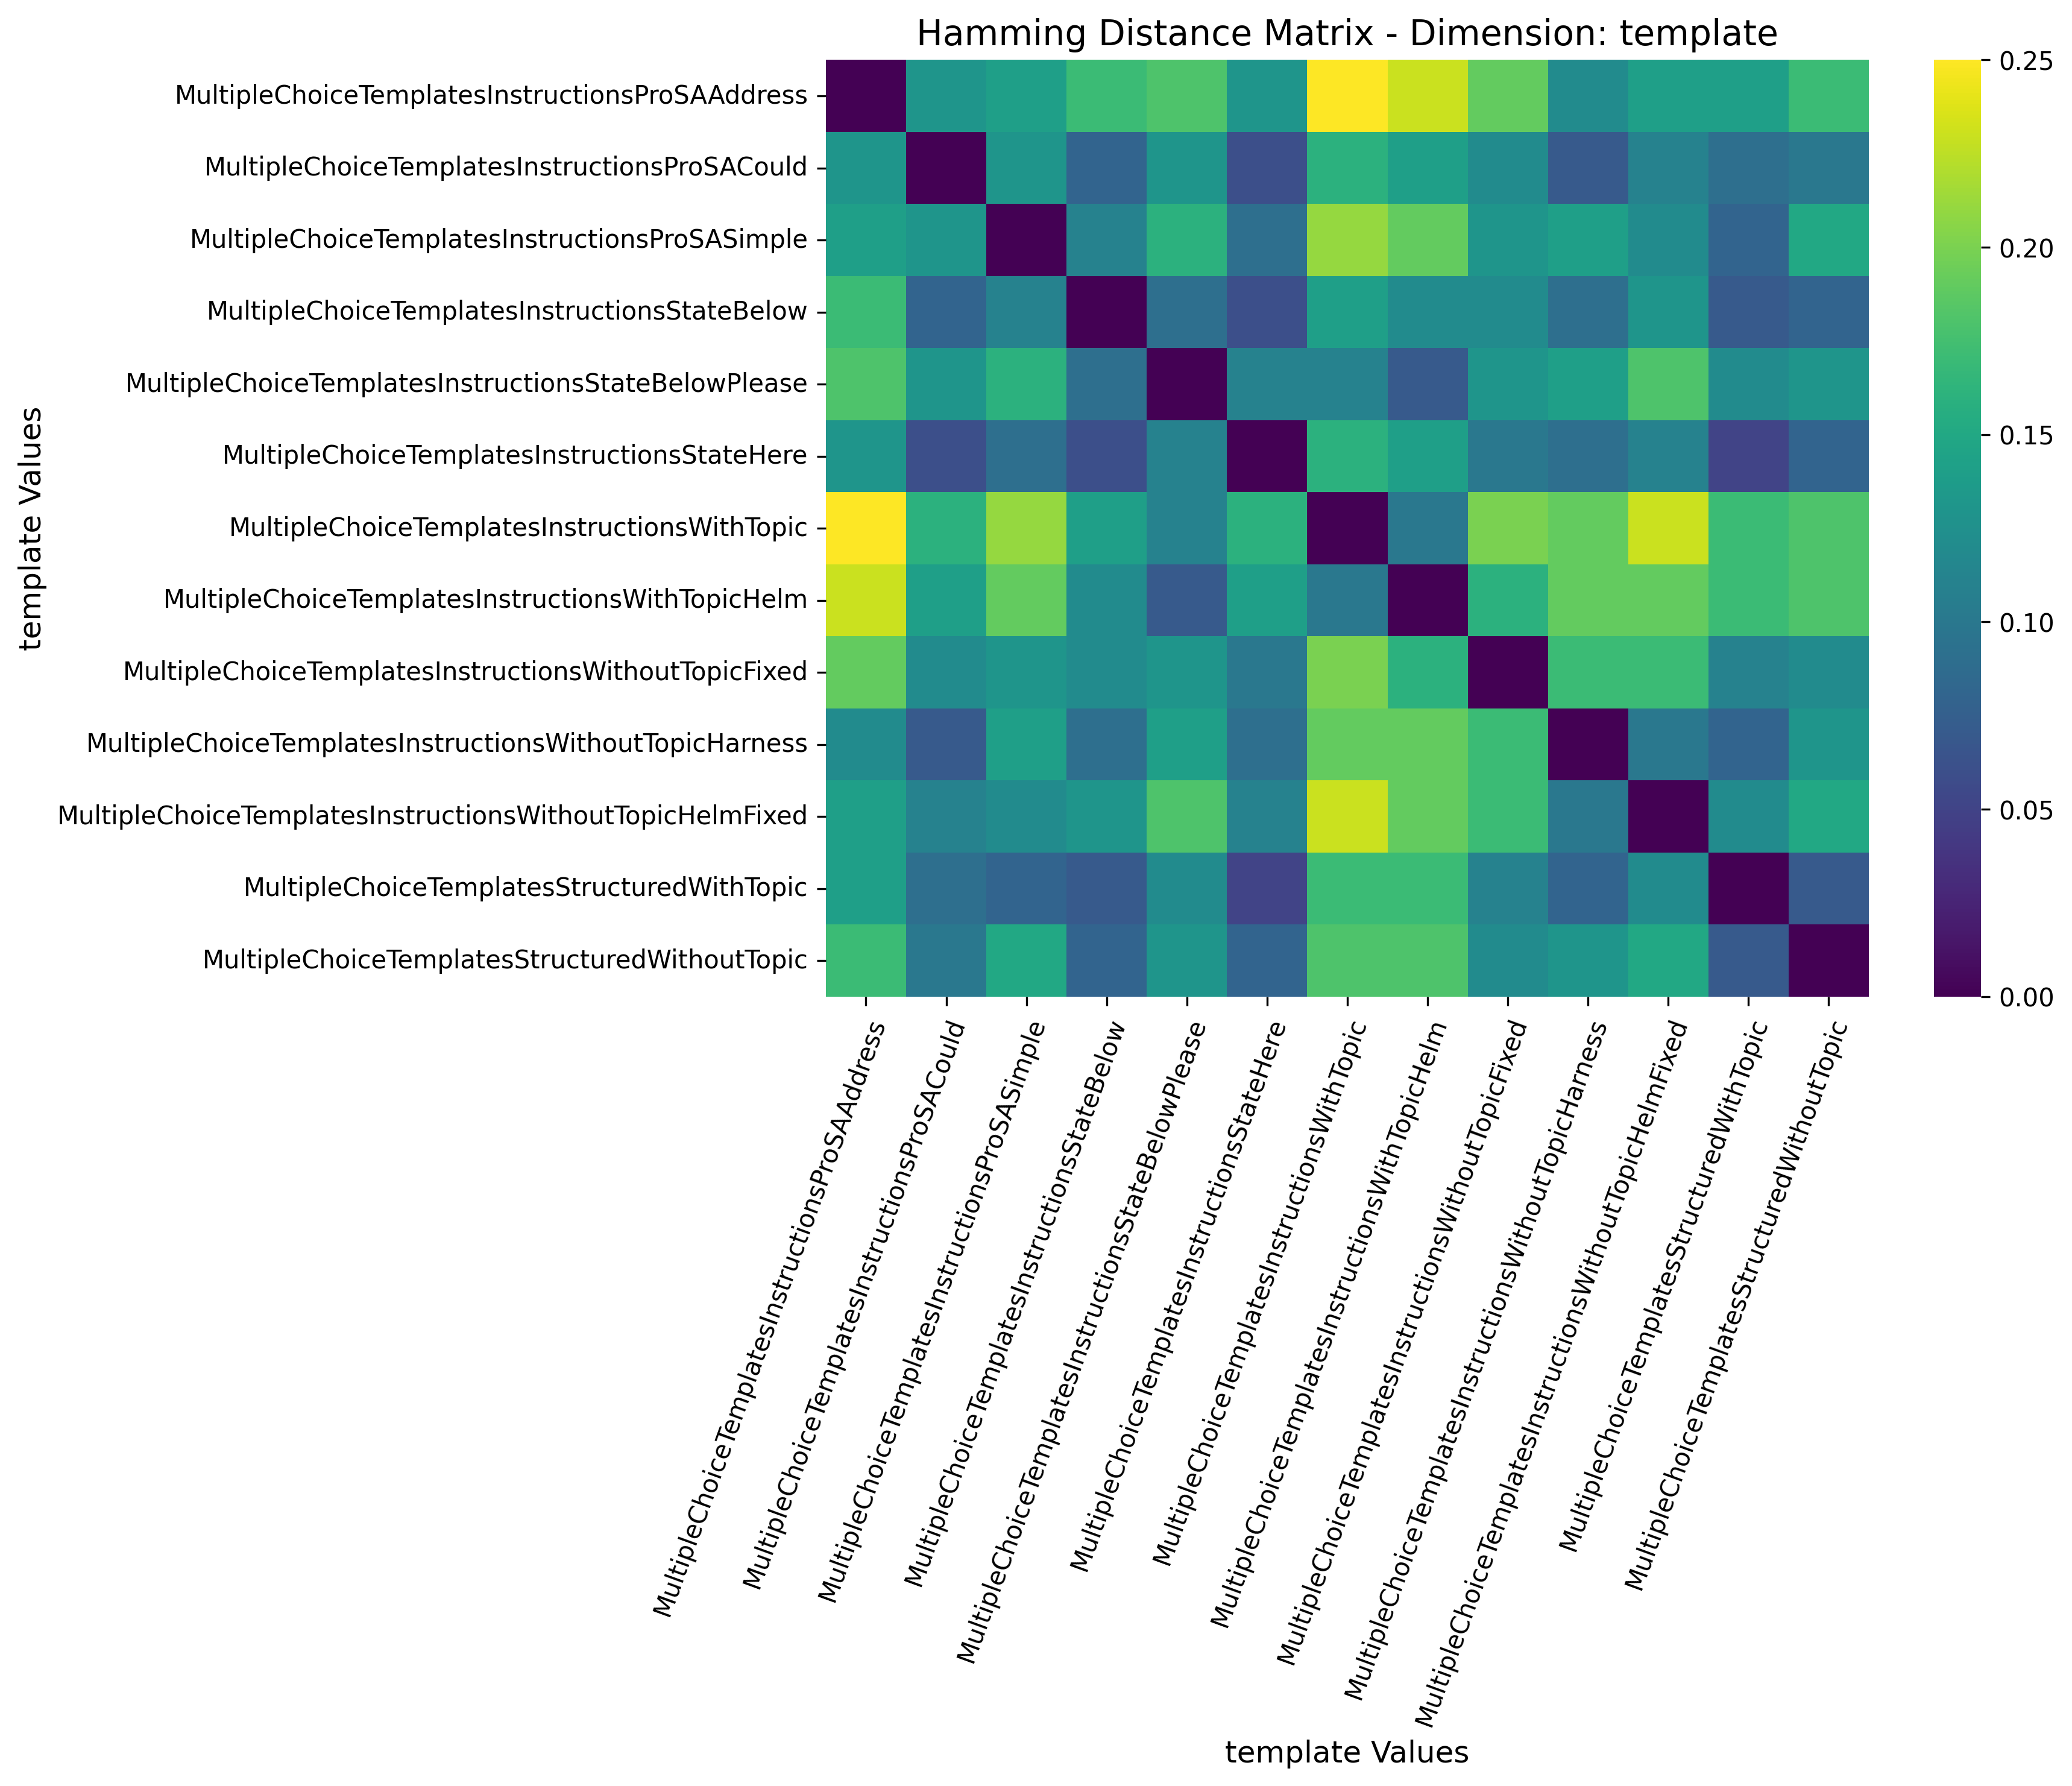 Hamming Distance Matrix - Dimension: template
template Values
MultipleChoiceTemplatesInstructionsProSAAddress
MultipleChoiceTemplatesInstructionsProSACould
MultipleChoiceTemplatesInstructionsProSASimple
MultipleChoiceTemplatesInstructionsStateBelow
MultipleChoiceTemplatesInstructionsStateBelowPlease
MultipleChoiceTemplatesInstructionsStateHere
MultipleChoiceTemplatesInstructionsWithTopic
MultipleChoiceTemplatesInstructionsWithTopicHelm
MultipleChoiceTemplatesInstructionsWithoutTopicFixed
MultipleChoiceTemplatesInstructionsWithoutTopicHarness
MultipleChoiceTemplatesInstructionsWithoutTopicHelmFixed
MultipleChoiceTemplatesStructuredWithTopic
MultipleChoiceTemplatesStructuredWithoutTopic
0.25
0.20
0.15
0.10
0.05
0.00
MultipleChoiceTemplatesInstructionsProSAAddress
MultipleChoiceTemplatesInstructionsProSACould
MultipleChoiceTemplatesInstructionsProSASimple
MultipleChoiceTemplatesInstructionsStateBelow
MultipleChoiceTemplatesInstructionsStateBelowPlease
MultipleChoiceTemplatesInstructionsStateHere
MultipleChoiceTemplatesInstructionsWithTopic
MultipleChoiceTemplatesInstructionsWithTopicHelm
MultipleChoiceTemplatesInstructionsWithoutTopicFixed
MultipleChoiceTemplatesInstructionsWithoutTopicHarness
MultipleChoiceTemplatesInstructionsWithoutTopicHelmFixed
MultipleChoiceTemplatesStructuredWithTopic
MultipleChoiceTemplatesStructuredWithoutTopic
template Values